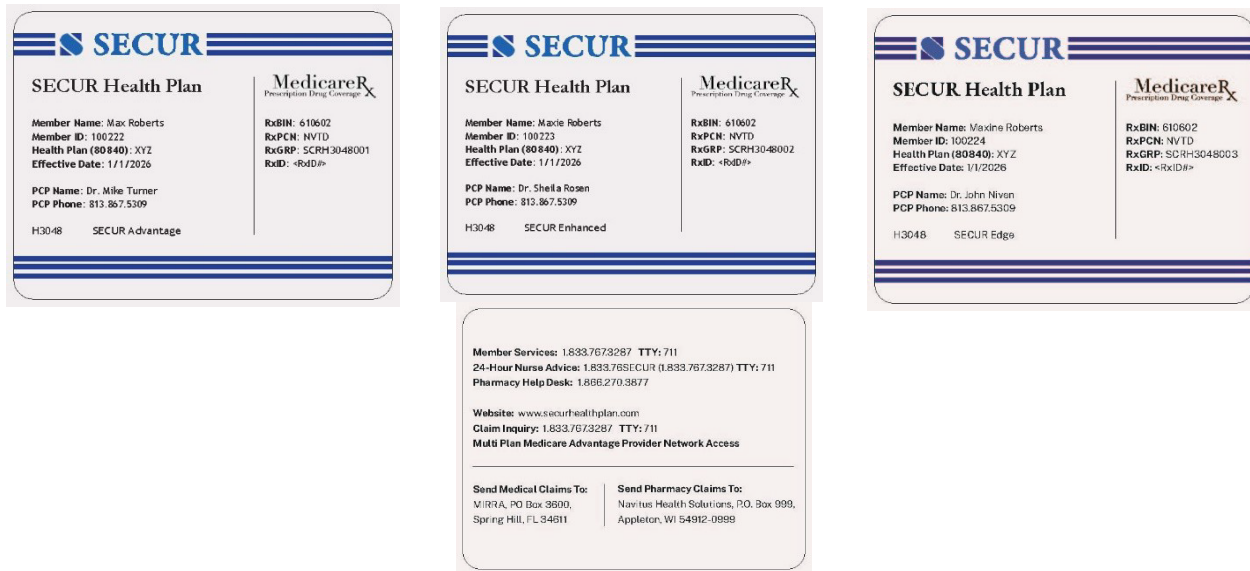 SECUR
SECUR Health Plan
MedicareRx
Prescription Drug Coverage
Member Name: Max Roberts
Member ID: 100222
Health Plan (80840): XYZ
Effective Date: 1/1/2026
PCP Name: Dr. Mike Turner
PCP Phone: 813.867.5309
H3048 SECUR Advantage
RxBIN: 610602
RxPCN: NVTD
RxGRP: SCRH3048001
RxID: <RxID#>
SECUR
SECUR Health Plan
MedicareRx
Prescription Drug Coverage
Member Name: Maxie Roberts
Member ID: 100223
Health Plan (80840): XYZ
Effective Date: 1/1/2026
PCP Name: Dr. Sheila Rosen
PCP Phone: 813.867.5309
H3048 SECUR Enhanced
RxBIN: 610602
RxPCN: NVTD
RxGRP: SCRH3048002
RxID: <RxID#>
SECUR
SECUR Health Plan
MedicareRx
Prescription Drug Coverage
Member Name: Maxine Roberts
Member ID: 100224
Health Plan (80840): XYZ
Effective Date: 1/1/2026
PCP Name: Dr. John Niven
PCP Phone: 813.867.5309
H3048 SECUR Edge
RxBIN: 610602
RxPCN: NVTD
RxGRP: SCRH3048003
RxID: <RxID#>
Member Services: 1.833.767.3287 TTY: 711
24-Hour Nurse Advice: 1.833.76SECUR (1.833.767.3287) TTY: 711
Pharmacy Help Desk: 1.866.270.3877
Website: www.securhealthplan.com
Claim Inquiry: 1.833.767.3287 TTY: 711
Multi Plan Medicare Advantage Provider Network Access
Send Medical Claims To:
MIRRA, PO Box 3600,
Spring Hill, FL 34611
Send Pharmacy Claims To:
Navitus Health Solutions, P.O. Box 999,
Appleton, WI 54912-0999